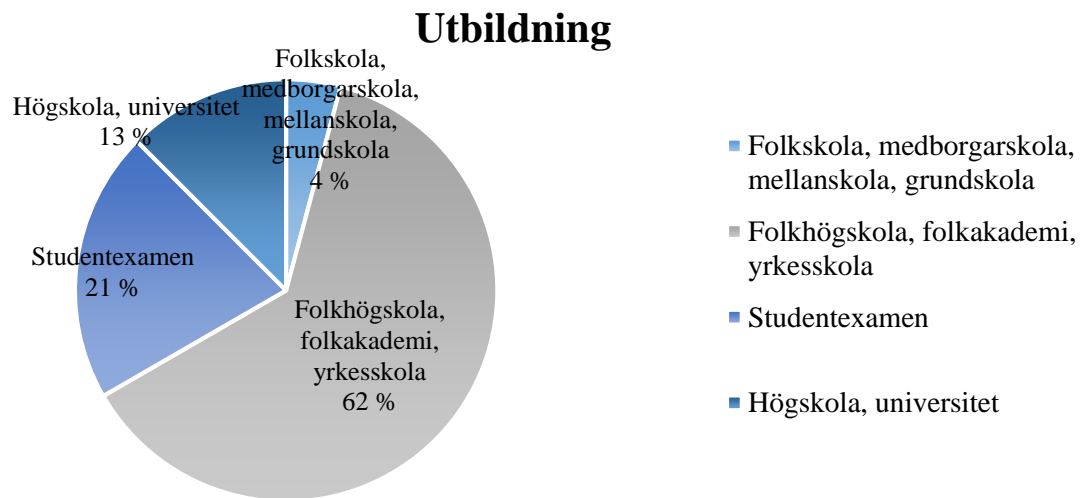 Utbildning
Folkskola,
medborgarskola,
mellanskola,
grundskola
4 %
Högskola, universitet
13 %
Studentexamen
21 %
Folkhögskola,
folkakademi,
yrkesskola
62 %
Folkskola, medborgarskola,
mellanskola, grundskola
Folkhögskola, folkakademi,
yrkesskola
Studentexamen
Högskola, universitet